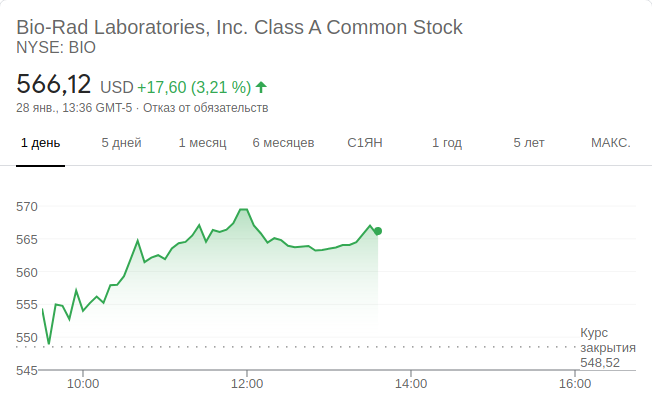 Bio-Rad Laboratories, Inc. Class A Common Stock
NYSE: BIO
566,12 USD +17,60 (3,21 %)
28 янв., 13:36 GMT-5 · Отказ от обязательств
1 день 5 дней 1 месяц 6 месяцев С1ЯН 1 год 5 лет МАКС.
570
565
560
555
550
Курс
закрытия
548,52
545
10:00 12:00 14:00 16:00